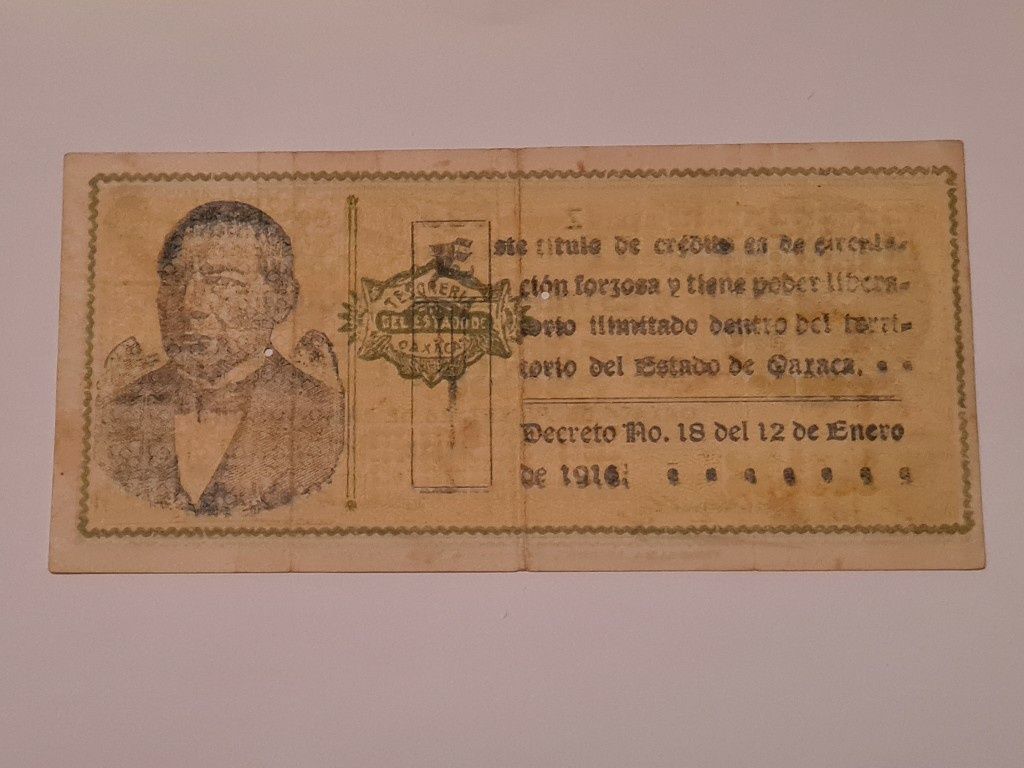 Este titulo de crédito es de circula-
ción forzosa y tiene poder libera-
torio ilimitado dentro del terri-
torio del Estado de Oaxaca.
Decreto No. 18 del 12 de Enero
de 1916.
TESORERIA
DEL ESTADO DE
OAXACA